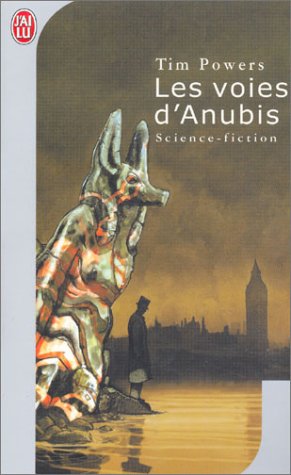 J'AI
LU
Tim Powers
Les voies
d'Anubis
Science-fiction